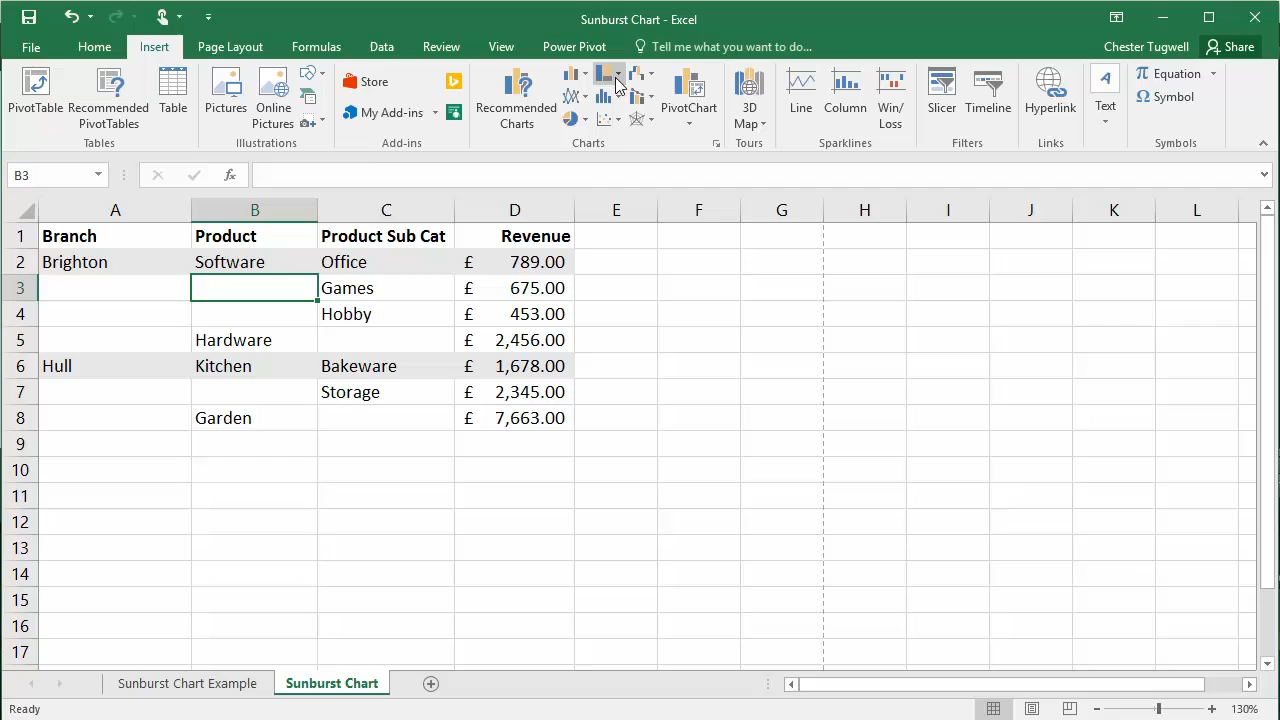 Sunburst Chart - Excel
File Home Insert Page Layout Formulas Data Review View Power Pivot Tell me what you want to do... Chester Tugwell Share
PivotTable Recommended PivotTables Table
Tables
Pictures Online Pictures
Illustrations
Store
My Add-ins
Add-ins
Recommended Charts
PivotChart
Charts
3D Map
Tours
Line Column Win/ Loss
Sparklines
Slicer Timeline
Filters
Hyperlink
Links
A
Text
π Equation
Ω Symbol
Symbols
B3 fx
A B C D E F G H I J K L
1 Branch Product Product Sub Cat Revenue
2 Brighton Software Office £ 789.00
3 Games £ 675.00
4 Hobby £ 453.00
5 Hardware £ 2,456.00
6 Hull Kitchen Bakeware £ 1,678.00
7 Storage £ 2,345.00
8 Garden £ 7,663.00
9
10
11
12
13
14
15
16
17
Sunburst Chart Example Sunburst Chart
Ready 130%